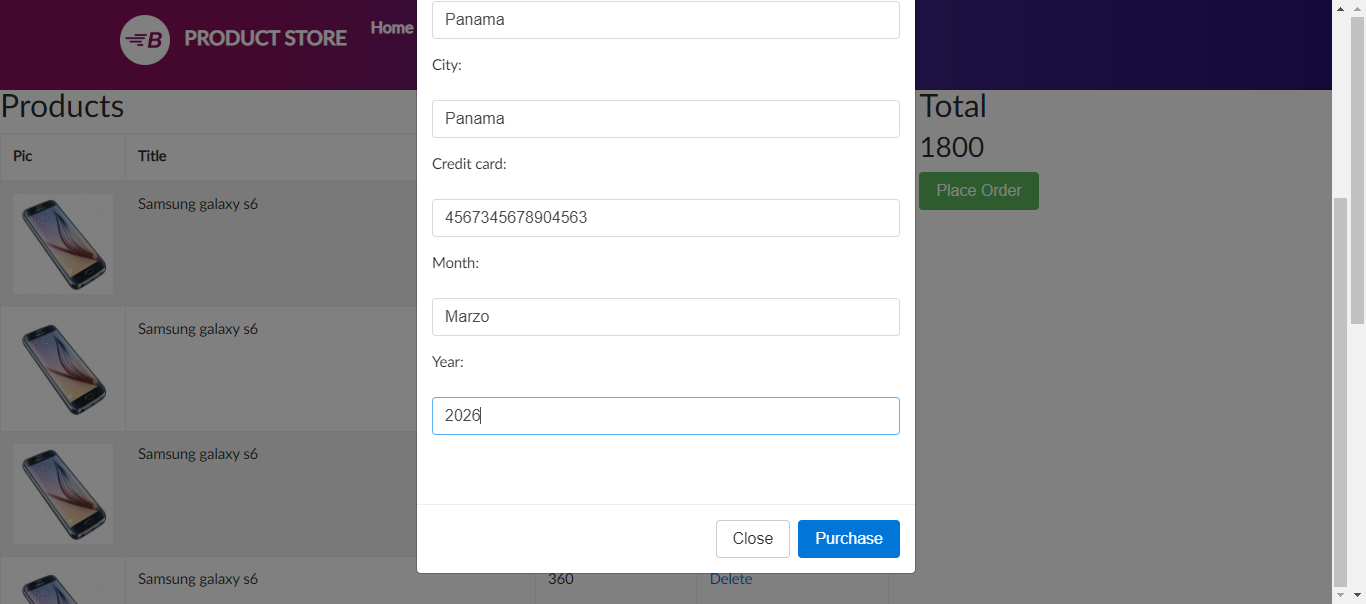 B PRODUCT STORE
Home
Products
Pic Title
Samsung galaxy s6
Samsung galaxy s6
Samsung galaxy s6
Samsung galaxy s6 360 Delete
Panama
City:
Panama
Credit card:
4567345678904563
Month:
Marzo
Year:
2026
Close Purchase
Total
1800
Place Order